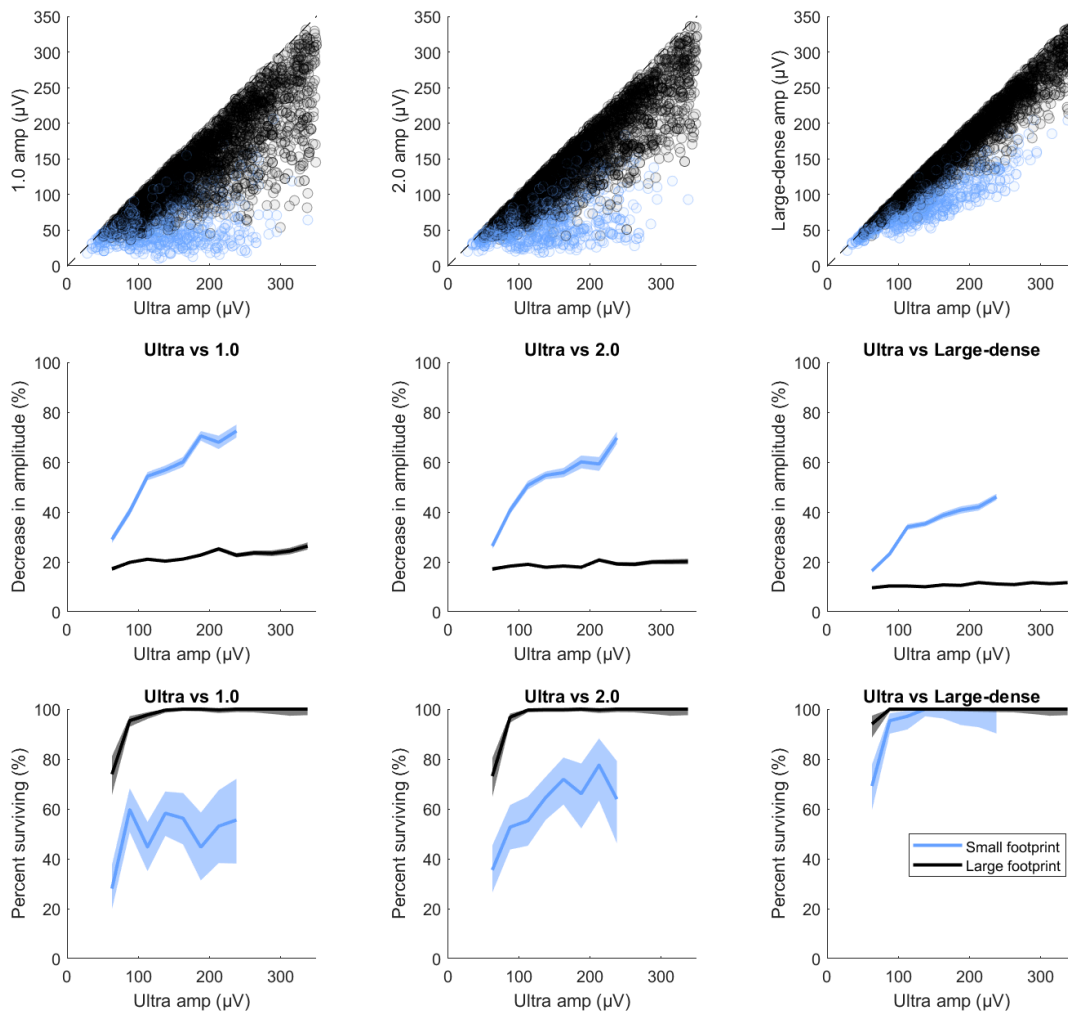 350
300
250
200
150
100
50
0
1.0 amp (µV)
0 100 200 300
Ultra amp (µV)
350
300
250
200
150
100
50
0
2.0 amp (µV)
0 100 200 300
Ultra amp (µV)
350
300
250
200
150
100
50
0
Large-dense amp (µV)
0 100 200 300
Ultra amp (µV)
Ultra vs 1.0
100
80
60
40
20
0
Decrease in amplitude (%)
0 100 200 300
Ultra amp (µV)
Ultra vs 2.0
100
80
60
40
20
0
Decrease in amplitude (%)
0 100 200 300
Ultra amp (µV)
Ultra vs Large-dense
100
80
60
40
20
0
Decrease in amplitude (%)
0 100 200 300
Ultra amp (µV)
Ultra vs 1.0
100
80
60
40
20
0
Percent surviving (%)
0 100 200 300
Ultra amp (µV)
Ultra vs 2.0
100
80
60
40
20
0
Percent surviving (%)
0 100 200 300
Ultra amp (µV)
Ultra vs Large-dense
100
80
60
40
20
0
Percent surviving (%)
Small footprint
Large footprint
0 100 200 300
Ultra amp (µV)